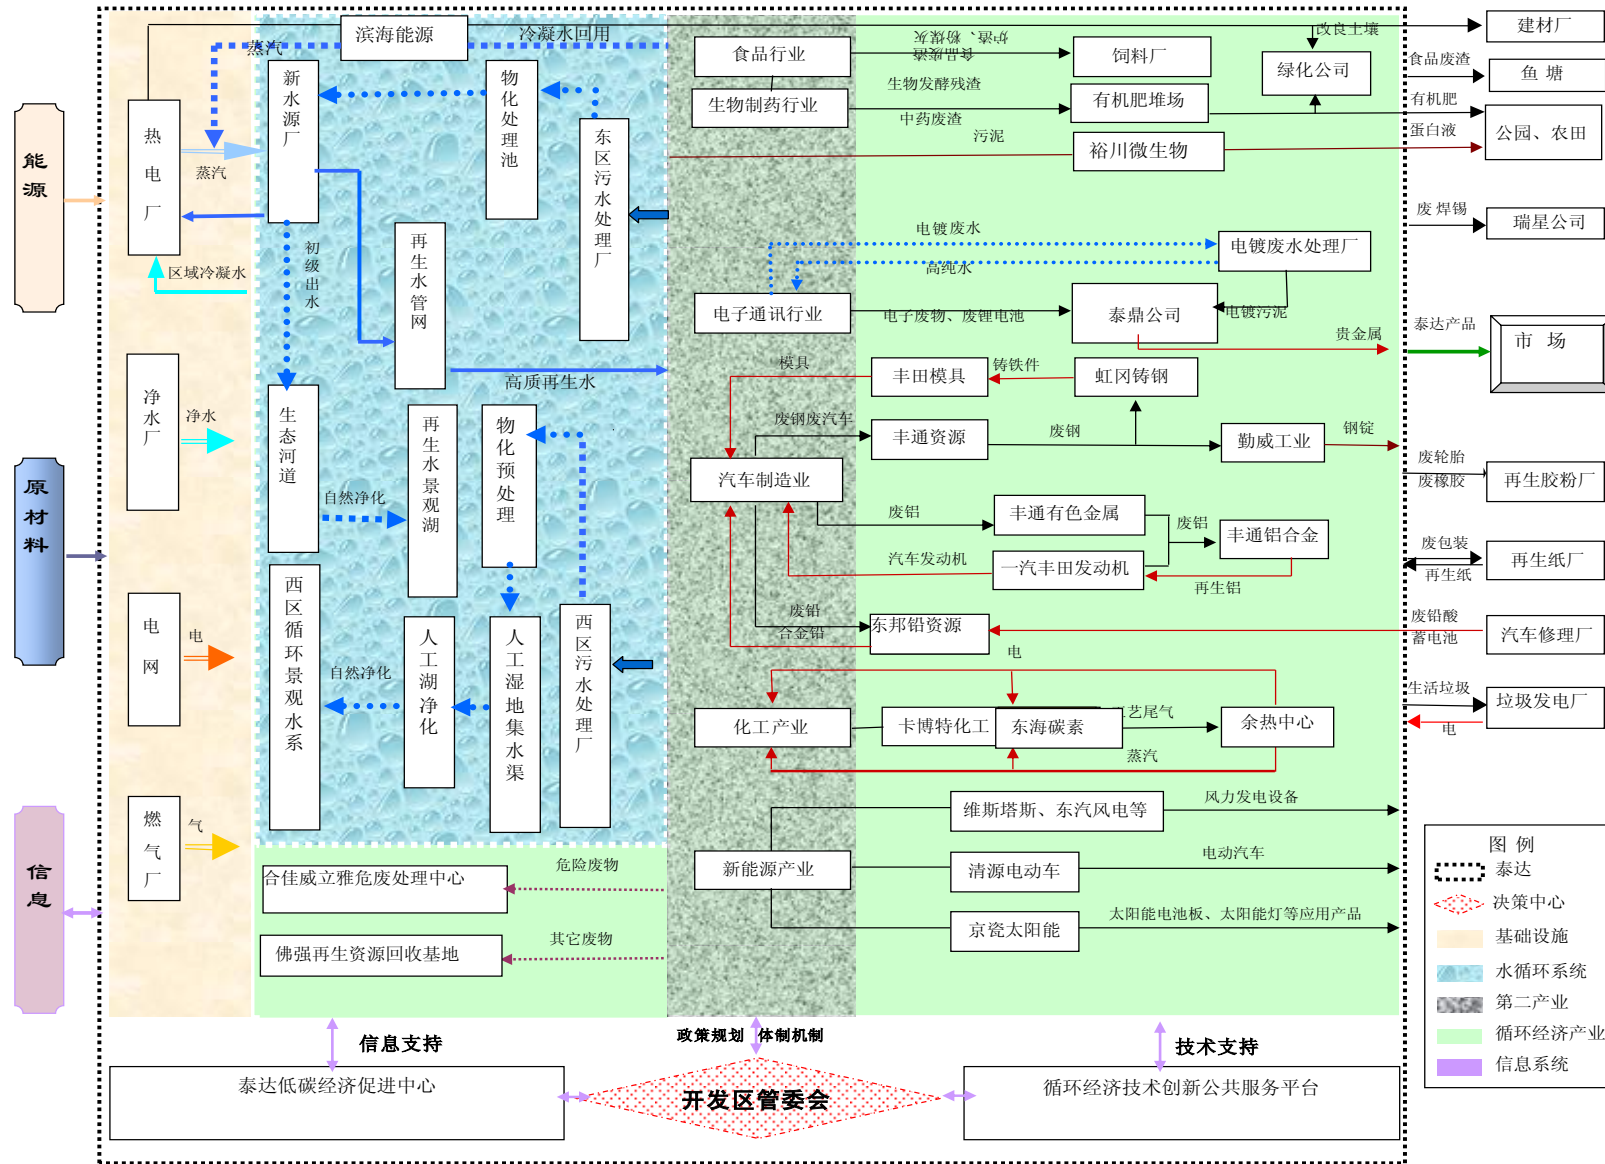 能源
原材料
信息
滨海能源
冷凝水回用
蒸汽
热电厂
蒸汽
区域冷凝水
净水厂
净水
电网
电
燃气厂
气
新水源厂
物化处理池
东区污水处理厂
初级出水
再生水管网
高质再生水
生态河道
自然净化
再生水景观湖
物化预处理
西区循环景观水系
自然净化
人工湖净化
人工湿地集水渠
西区污水处理厂
合佳威立雅危废处理中心
危险废物
佛强再生资源回收基地
其它废物
食品行业
炉渣、粉煤灰
食品废渣
饲料厂
改良土壤
绿化公司
生物制药行业
生物发酵残渣
中药废渣
有机肥堆场
污泥
裕川微生物
电镀废水
高纯水
电镀废水处理厂
电子通讯行业
电子废物、废锂电池
泰鼎公司
电镀污泥
贵金属
模具
丰田模具
铸铁件
虹冈铸钢
废钢废汽车
丰通资源
废钢
勤威工业
钢锭
汽车制造业
废铝
丰通有色金属
废铝
丰通铝合金
汽车发动机
一汽丰田发动机
再生铝
废铅
合金铅
东邦铅资源
电
化工产业
卡博特化工
东海碳素
艺尾气
余热中心
蒸汽
维斯塔斯、东汽风电等
风力发电设备
新能源产业
清源电动车
电动汽车
京瓷太阳能
太阳能电池板、太阳能灯等应用产品
建材厂
食品废渣
鱼塘
有机肥
蛋白液
公园、农田
废焊锡
瑞星公司
泰达产品
市场
废轮胎
废橡胶
再生胶粉厂
废包装
再生纸
再生纸厂
废铅酸
蓄电池
汽车修理厂
生活垃圾
电
垃圾发电厂
图例
泰达
决策中心
基础设施
水循环系统
第二产业
循环经济产业
信息系统
信息支持
政策规划 体制机制
技术支持
泰达低碳经济促进中心
开发区管委会
循环经济技术创新公共服务平台